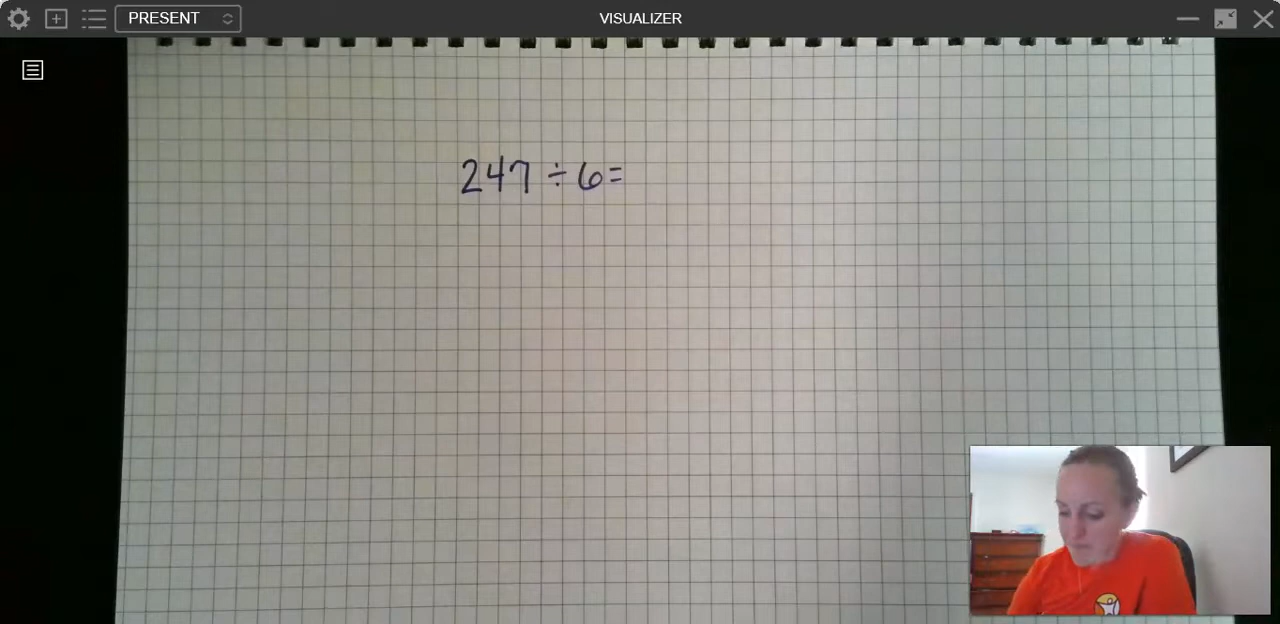 PRESENT
VISUALIZER
247 ÷ 6 =